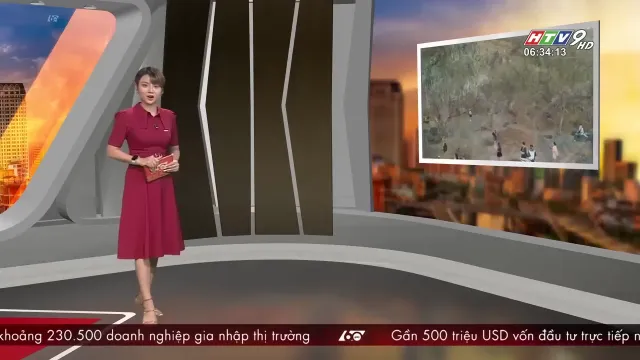 HTV9 HD
06:34:13
khoảng 230.500 doanh nghiệp gia nhập thị trường 60 Gần 500 triệu USD vốn đầu tư trực tiếp n